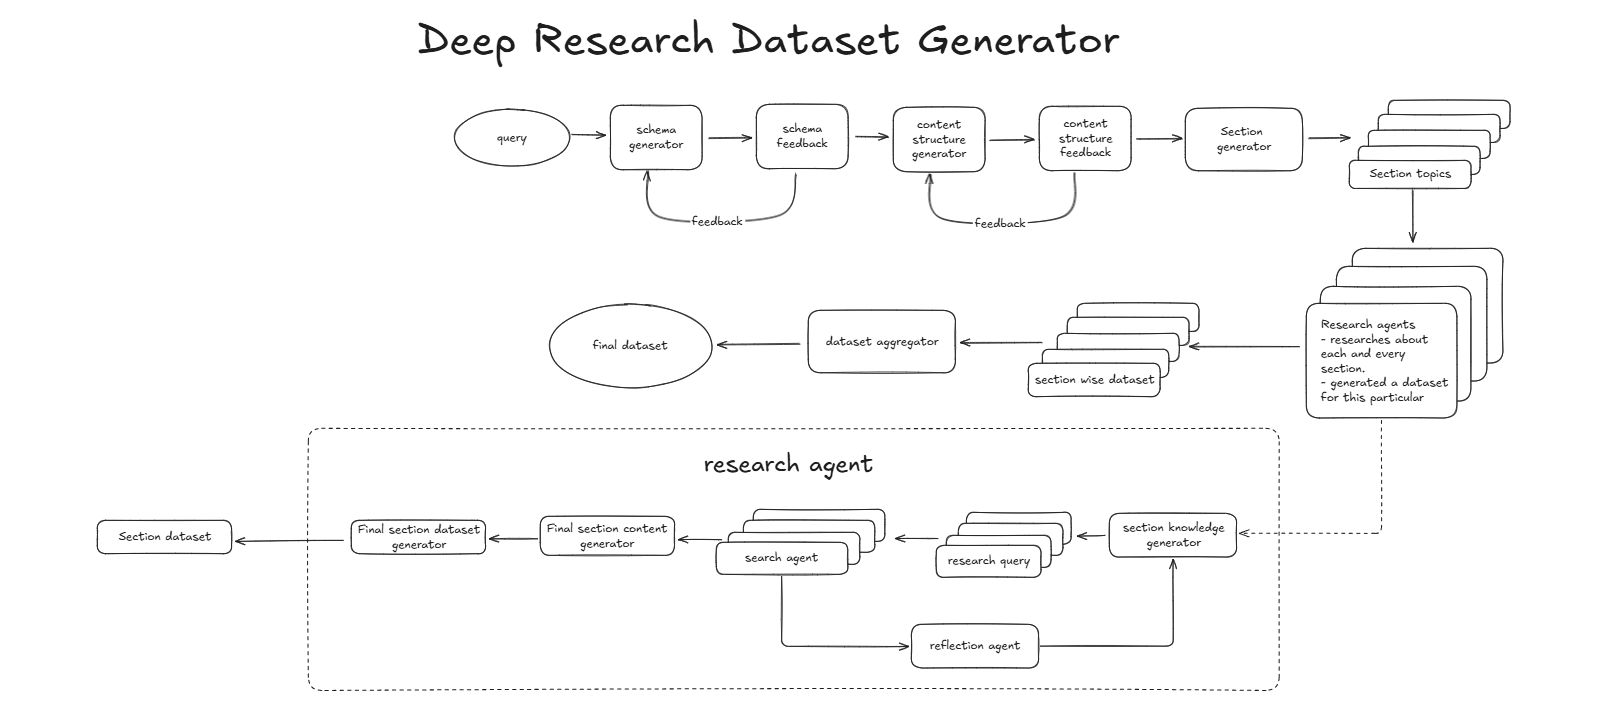 Deep Research Dataset Generator
query
schema
generator
schema
feedback
content
structure
generator
content
structure
feedback
Section
generator
Section topics
feedback
feedback
Research agents
- researches about
each and every
section.
- generated a dataset
for this particular
section wise dataset
dataset aggregator
final dataset
research agent
Section dataset
Final section dataset
generator
Final section content
generator
search agent
research query
section knowledge
generator
reflection agent